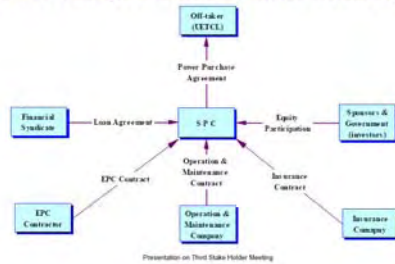 Off-taker
(UETCL)
Power Purchase
Agreement
Financial
Syndicate
Loan Agreement
S P C
Equity
Participation
Sponsors &
Government
(investors)
EPC Contract
Operation &
Maintenance
Contract
Insurance
Contract
EPC
Contractor
Operation &
Maintenance
Company
Insurance
Company
Presentation on Third Stake Holder Meeting